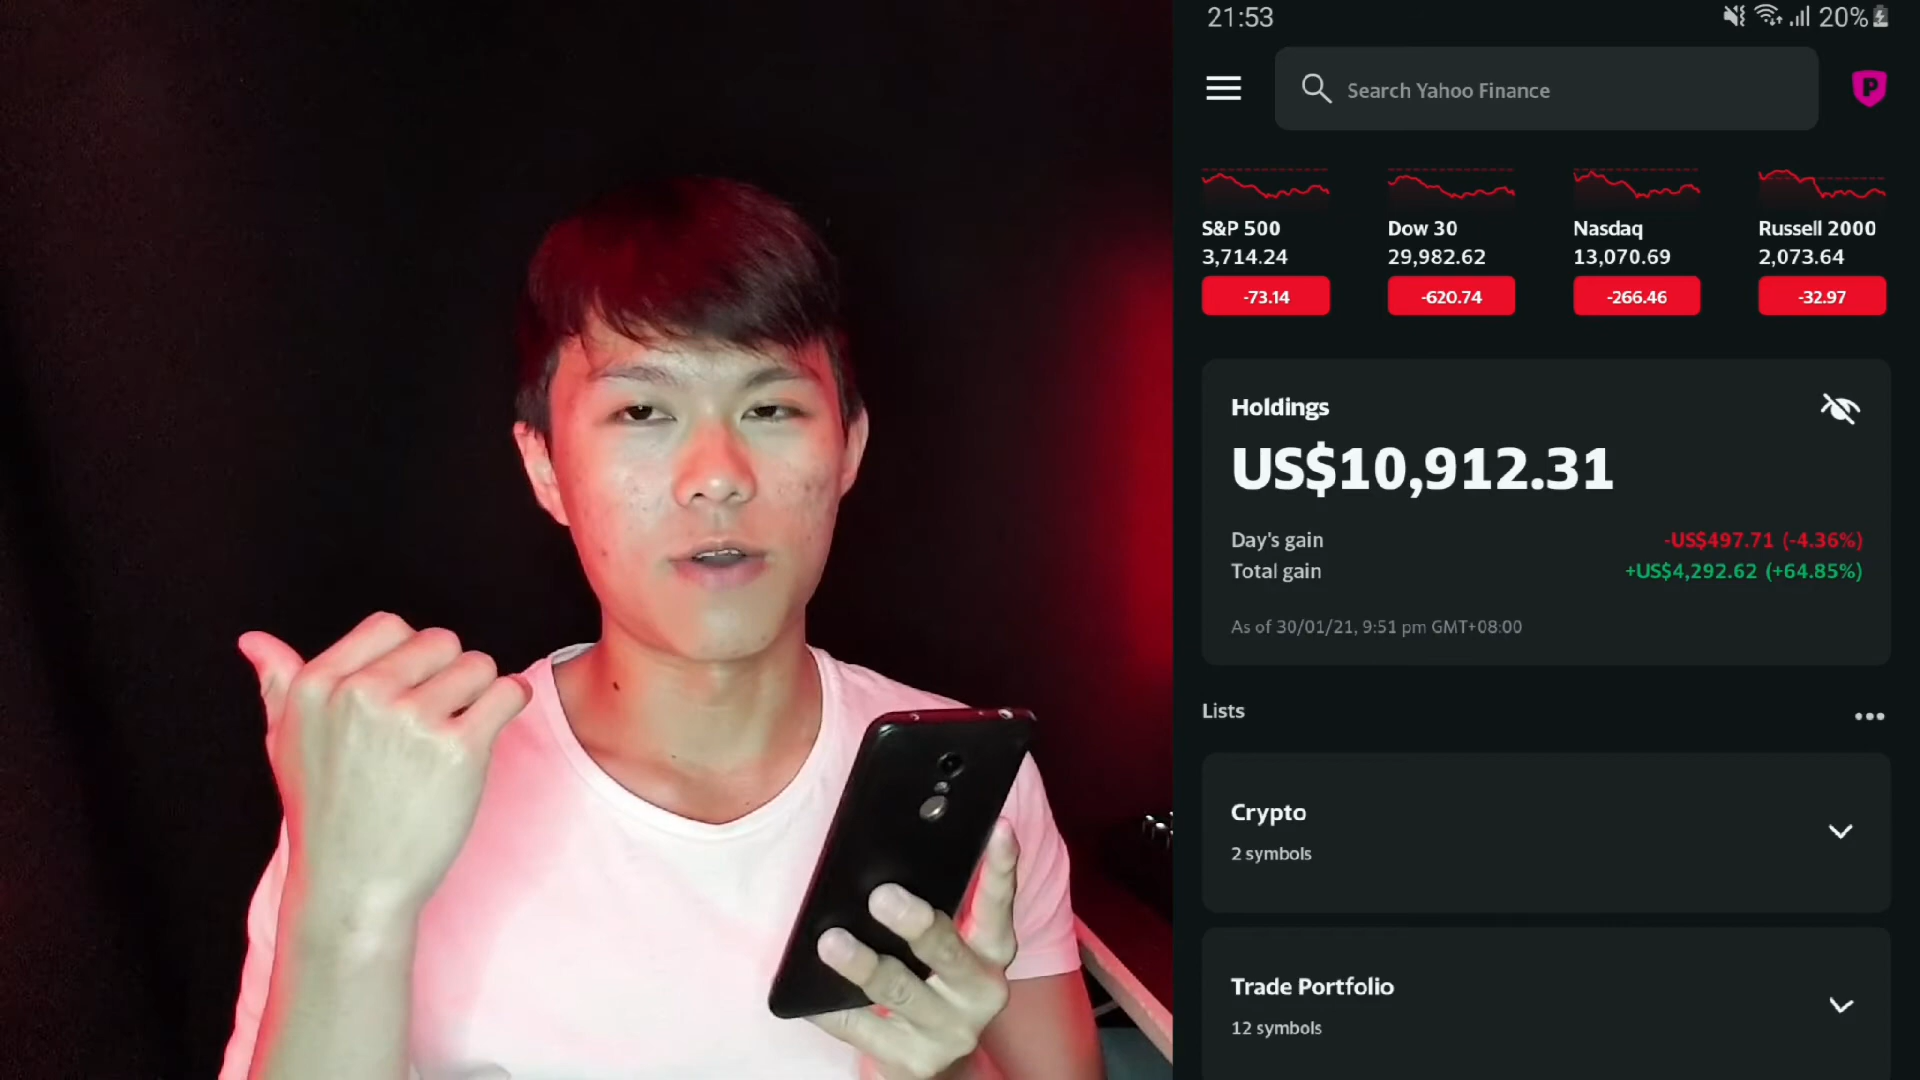 21:53
20%
Search Yahoo Finance
P
S&P 500
3,714.24
-73.14
Dow 30
29,982.62
-620.74
Nasdaq
13,070.69
-266.46
Russell 2000
2,073.64
-32.97
Holdings
US$10,912.31
Day's gain
-US$497.71 (-4.36%)
Total gain
+US$4,292.62 (+64.85%)
As of 30/01/21, 9:51 pm GMT+08:00
Lists
Crypto
2 symbols
Trade Portfolio
12 symbols